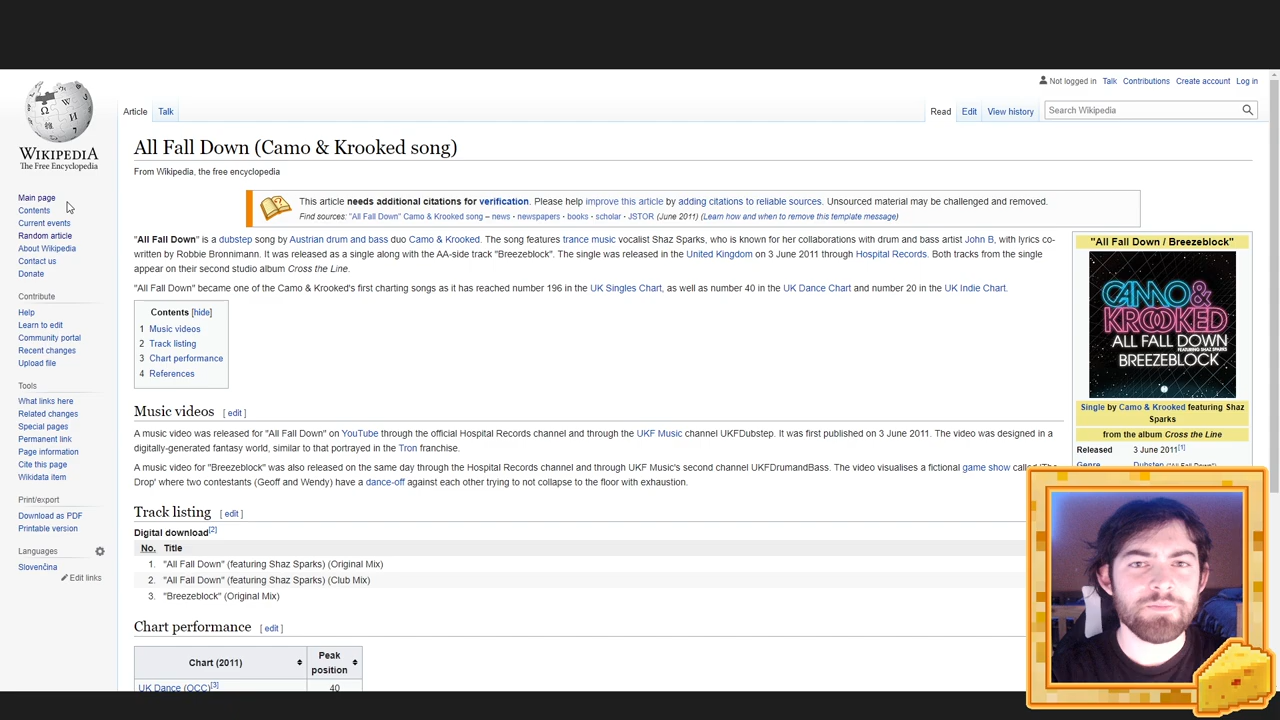 Not logged in Talk Contributions Create account Log in
Article Talk
Read Edit View history Search Wikipedia
WIKIPEDIA
The Free Encyclopedia
Main page
Contents
Current events
Random article
About Wikipedia
Contact us
Donate
Contribute
Help
Learn to edit
Community portal
Recent changes
Upload file
Tools
What links here
Related changes
Special pages
Permanent link
Page information
Cite this page
Wikidata item
Print/export
Download as PDF
Printable version
Languages
Slovenčina
Edit links
All Fall Down (Camo & Krooked song)
From Wikipedia, the free encyclopedia
This article needs additional citations for verification. Please help improve this article by adding citations to reliable sources. Unsourced material may be challenged and removed.
Find sources: "All Fall Down" Camo & Krooked song – news · newspapers · books · scholar · JSTOR (June 2011) (Learn how and when to remove this template message)
"All Fall Down" is a dubstep song by Austrian drum and bass duo Camo & Krooked. The song features trance music vocalist Shaz Sparks, who is known for her collaborations with drum and bass artist John B, with lyrics co-
written by Robbie Bronnimann. It was released as a single along with the AA-side track "Breezeblock". The single was released in the United Kingdom on 3 June 2011 through Hospital Records. Both tracks from the single
appear on their second studio album Cross the Line.
"All Fall Down" became one of the Camo & Krooked's first charting songs as it has reached number 196 in the UK Singles Chart, as well as number 40 in the UK Dance Chart and number 20 in the UK Indie Chart.
Contents [hide]
1 Music videos
2 Track listing
3 Chart performance
4 References
Music videos [ edit ]
A music video was released for "All Fall Down" on YouTube through the official Hospital Records channel and through the UKF Music channel UKFDubstep. It was first published on 3 June 2011. The video was designed in a
digitally-generated fantasy world, similar to that portrayed in the Tron franchise.
A music video for "Breezeblock" was also released on the same day through the Hospital Records channel and through UKF Music's second channel UKFDrumandBass. The video visualises a fictional game show called 'The
Drop' where two contestants (Geoff and Wendy) have a dance-off against each other trying to not collapse to the floor with exhaustion.
Track listing [ edit ]
Digital download[2]
No. Title
1. "All Fall Down" (featuring Shaz Sparks) (Original Mix)
2. "All Fall Down" (featuring Shaz Sparks) (Club Mix)
3. "Breezeblock" (Original Mix)
Chart performance [ edit ]
Chart (2011) Peak
position
UK Dance (OCC)[3] 40
"All Fall Down / Breezeblock"
CAMO &
KROOKED
ALL FALL DOWN
FEATURING SHAZ SPARKS
BREEZEBLOCK
Single by Camo & Krooked featuring Shaz
Sparks
from the album Cross the Line
Released 3 June 2011[1]
Genre Dubstep ("All Fall Down")